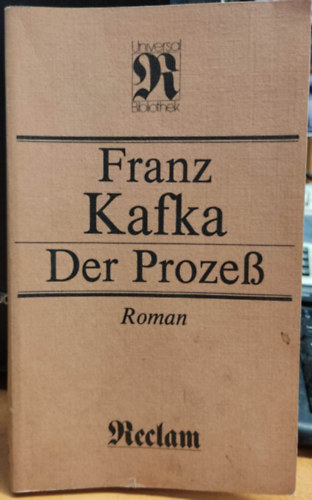 Universal
R
Bibliothek
Franz
Kafka
Der Prozeß
Roman
Reclam